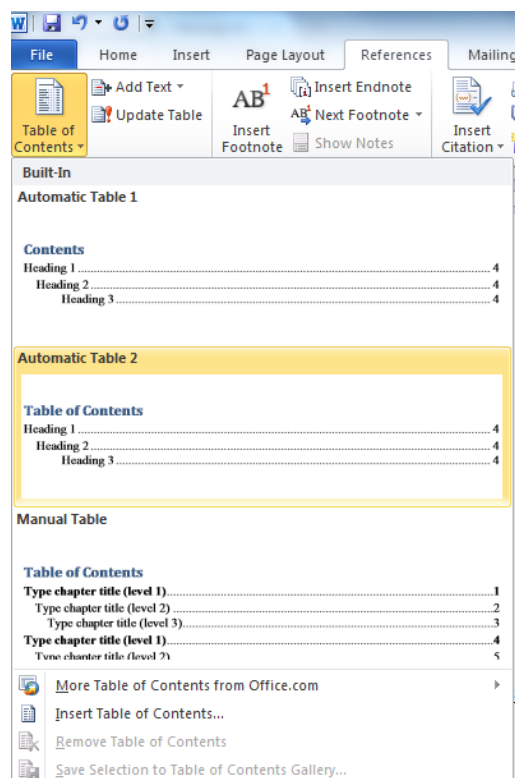 W
File Home Insert Page Layout References Mailing
Table of Contents
Add Text
Update Table
AB1
Insert Footnote
Insert Endnote
AB1 Next Footnote
Show Notes
Insert Citation
Built-In
Automatic Table 1
Contents
Heading 1 .... 4
Heading 2 .... 4
Heading 3 .... 4
Automatic Table 2
Table of Contents
Heading 1 .... 4
Heading 2 .... 4
Heading 3 .... 4
Manual Table
Table of Contents
Type chapter title (level 1) .... 1
Type chapter title (level 2) .... 2
Type chapter title (level 3) .... 3
Type chapter title (level 1) .... 4
Type chapter title (level 2) 5
More Table of Contents from Office.com
Insert Table of Contents...
Remove Table of Contents
Save Selection to Table of Contents Gallery...